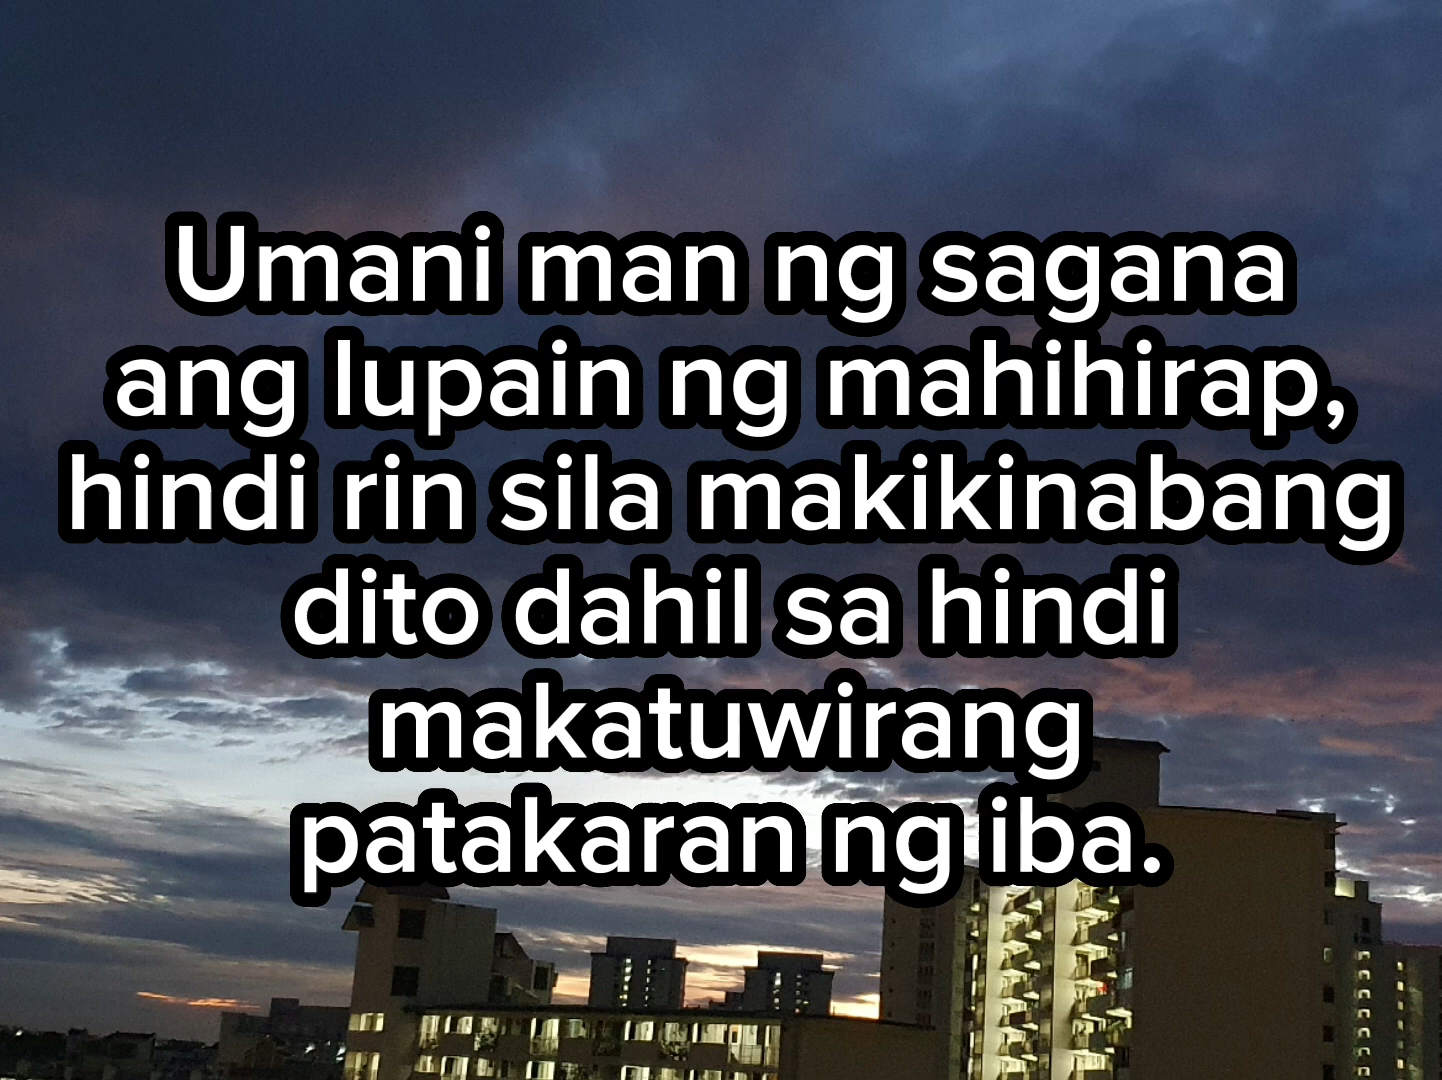 Umani man ng sagana
ang lupain ng mahihirap,
hindi rin sila makikinabang
dito dahil sa hindi
makatuwirang
patakaran ng iba.